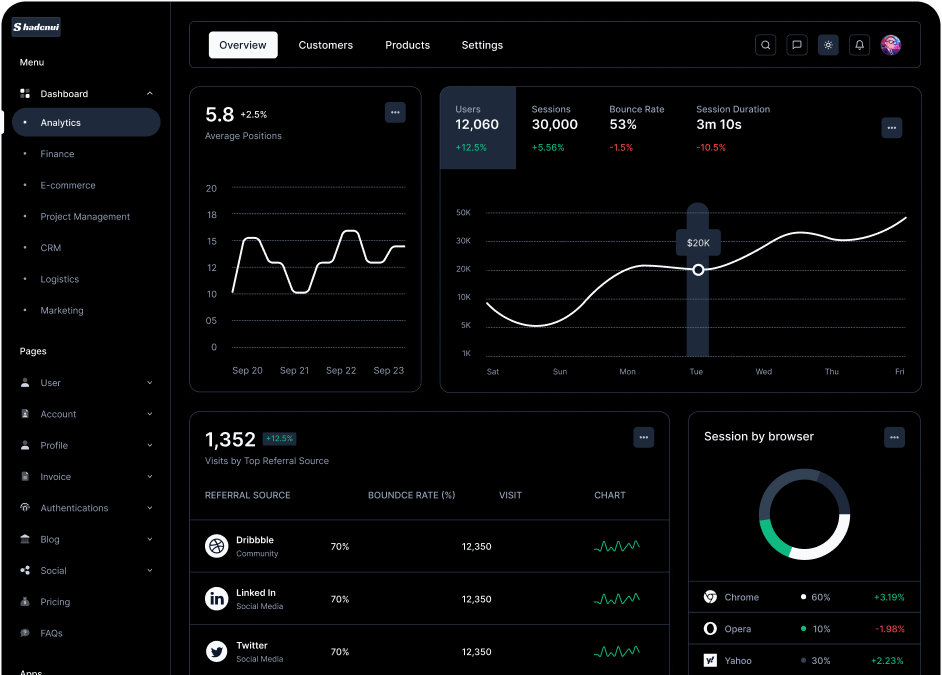 Shadcnui
Menu
Dashboard
Analytics
Finance
E-commerce
Project Management
CRM
Logistics
Marketing
Pages
User
Account
Profile
Invoice
Authentications
Blog
Social
Pricing
FAQs
Apps
Overview Customers Products Settings
5.8 +2.5%
Average Positions
20
18
15
12
10
05
0
Sep 20 Sep 21 Sep 22 Sep 23
Users Sessions Bounce Rate Session Duration
12,060 30,000 53% 3m 10s
+12.5% +5.56% -1.5% -10.5%
50K
30K
$20K
20K
10K
5K
1K
Sat Sun Mon Tue Wed Thu Fri
1,352 +12.5%
Visits by Top Referral Source
REFERRAL SOURCE BOUNDCE RATE (%) VISIT CHART
Dribbble
Community
70% 12,350
Linked In
Social Media
70% 12,350
Twitter
Social Media
70% 12,350
Session by browser
Chrome 60% +3.19%
Opera 10% -1.98%
Yahoo 30% +2.23%